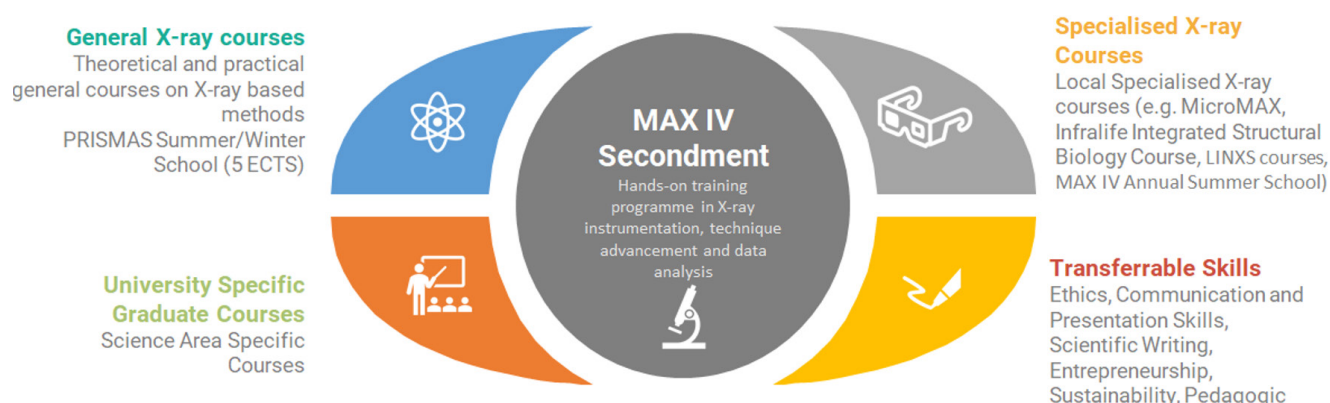 General X-ray courses
Theoretical and practical
general courses on X-ray based
methods
PRISMAS Summer/Winter
School (5 ECTS)
University Specific
Graduate Courses
Science Area Specific
Courses
MAX IV
Secondment
Hands-on training
programme in X-ray
instrumentation, technique
advancement and data
analysis
Specialised X-ray
Courses
Local Specialised X-ray
courses (e.g. MicroMAX,
Infralife Integrated Structural
Biology Course, LINXS courses,
MAX IV Annual Summer School)
Transferrable Skills
Ethics, Communication and
Presentation Skills,
Scientific Writing,
Entrepreneurship,
Sustainability, Pedagogic